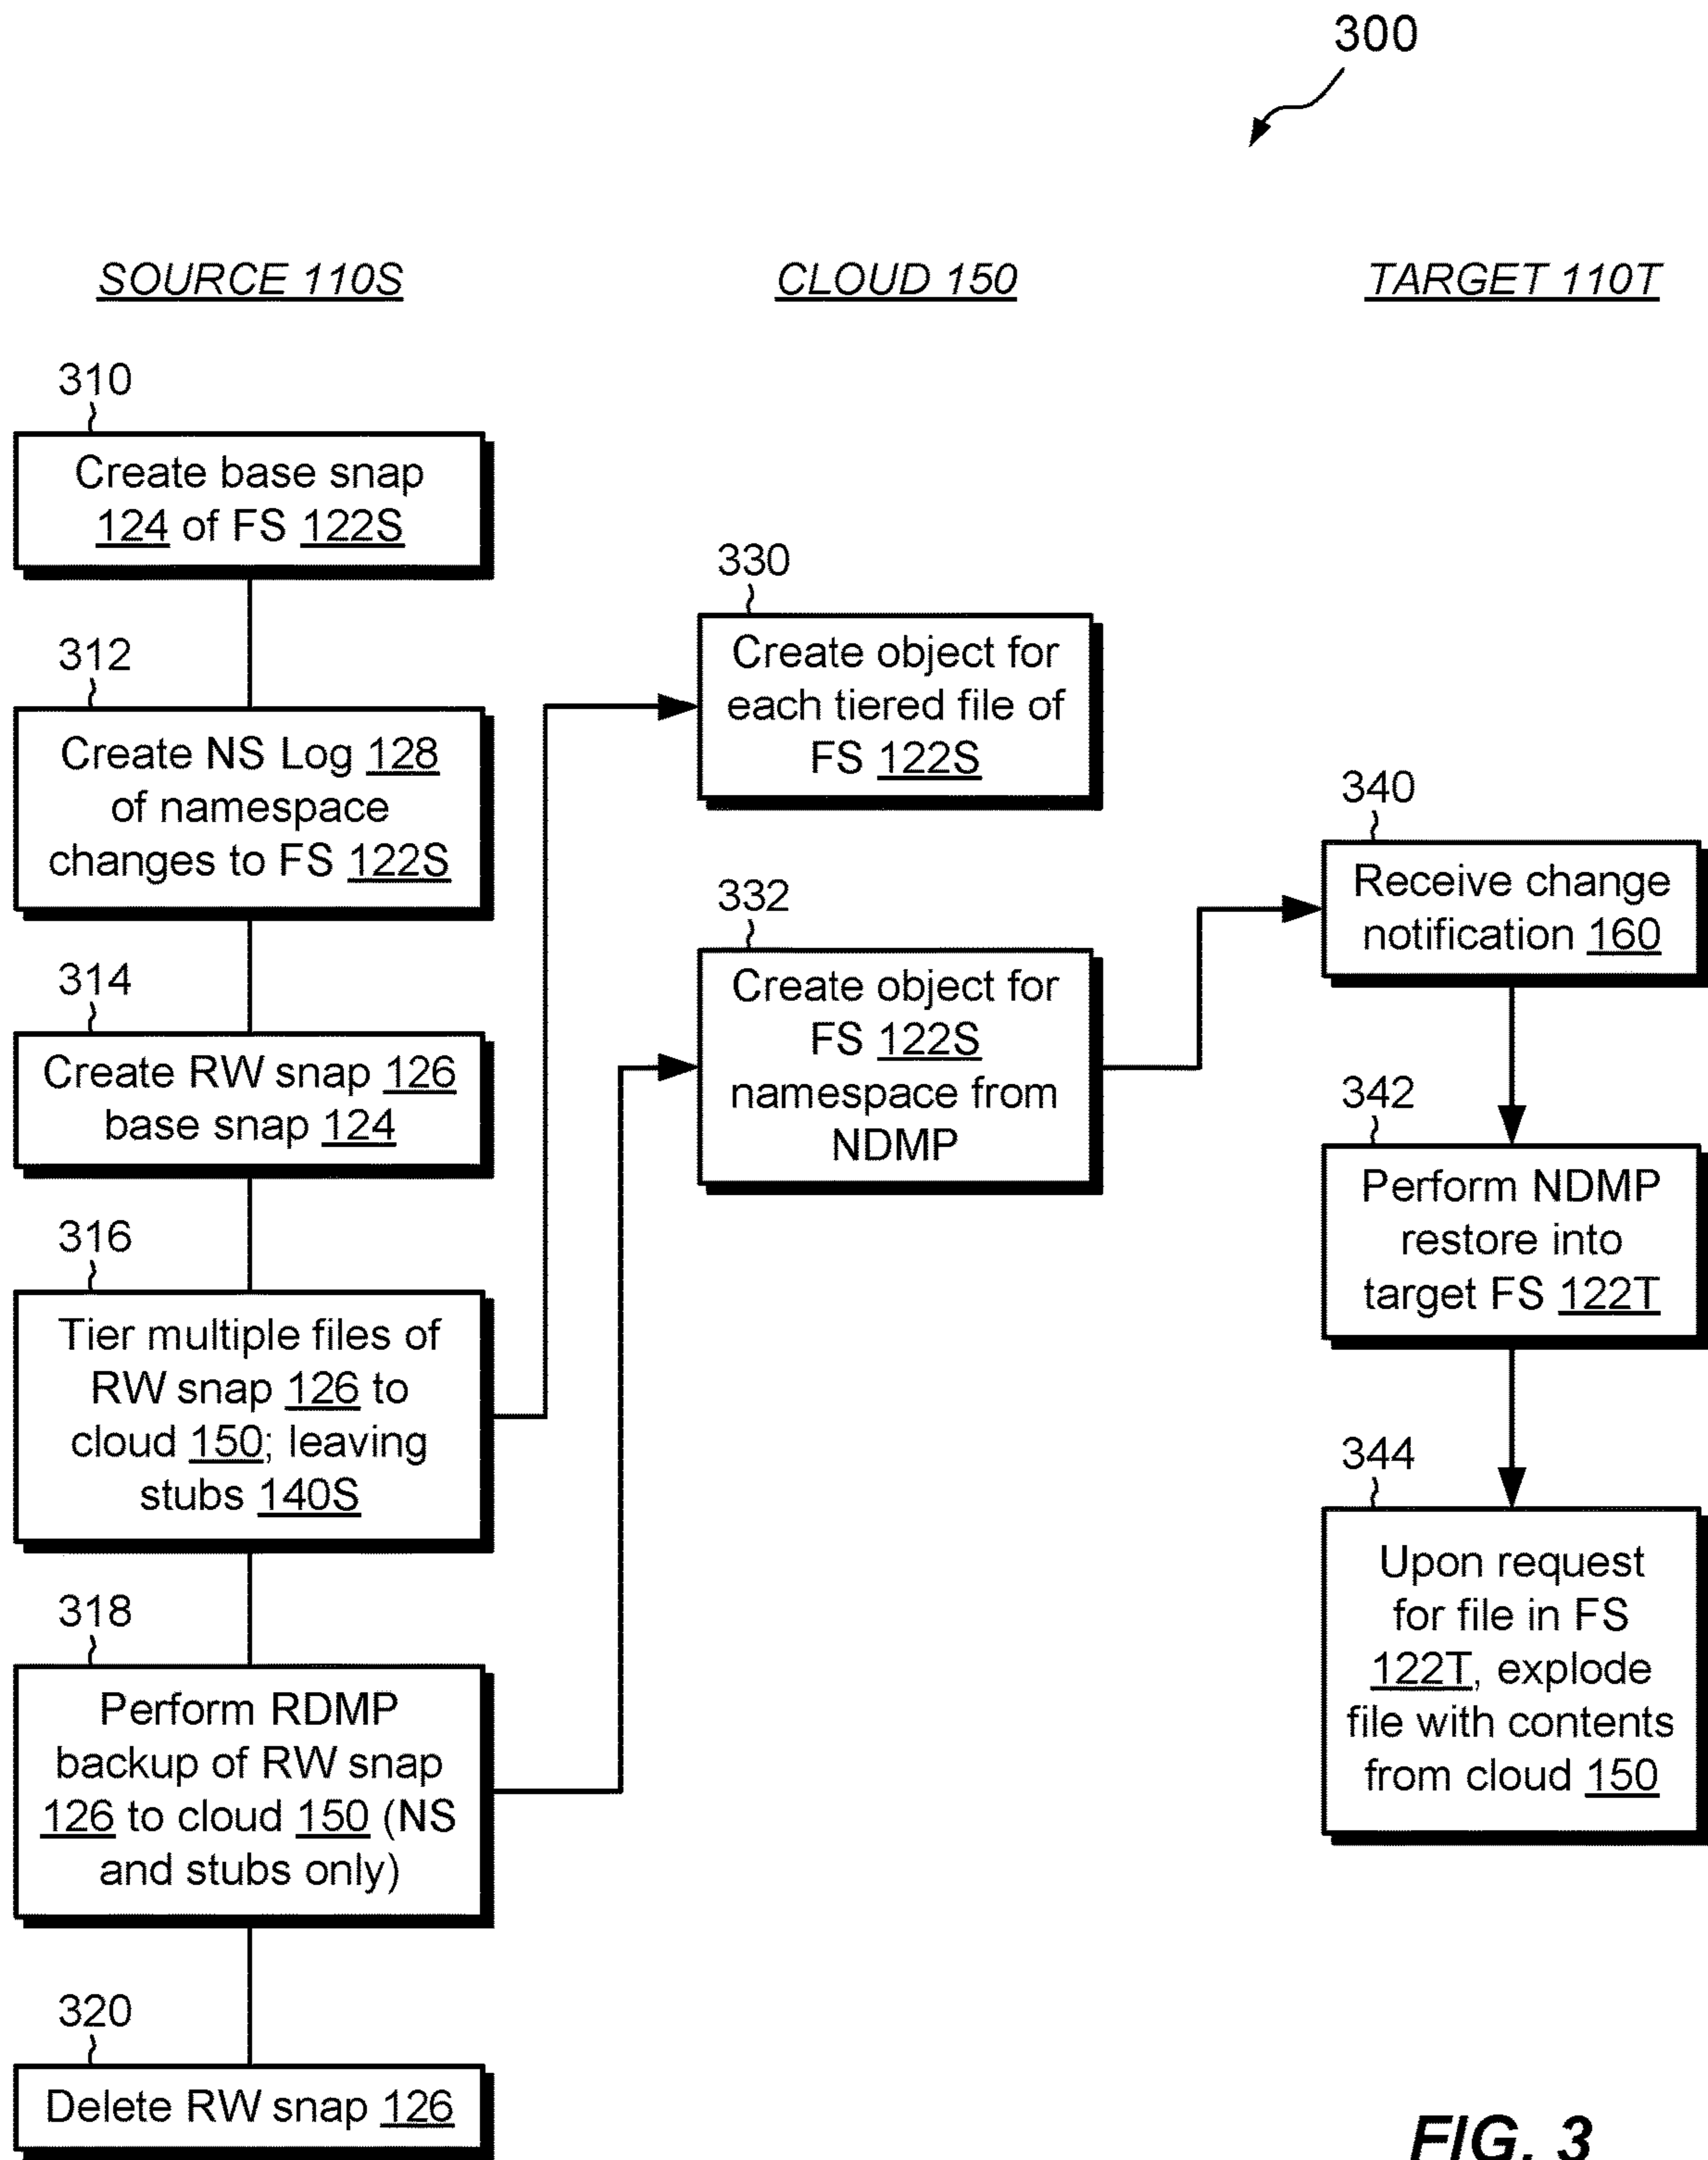 300
SOURCE 110S
CLOUD 150
TARGET 110T
310
Create base snap
124 of FS 122S
312
Create NS Log 128
of namespace
changes to FS 122S
314
Create RW snap 126
base snap 124
316
Tier multiple files of
RW snap 126 to
cloud 150; leaving
stubs 140S
318
Perform RDMP
backup of RW snap
126 to cloud 150 (NS
and stubs only)
320
Delete RW snap 126
330
Create object for
each tiered file of
FS 122S
332
Create object for
FS 122S
namespace from
NDMP
340
Receive change
notification 160
342
Perform NDMP
restore into
target FS 122T
344
Upon request
for file in FS
122T, explode
file with contents
from cloud 150
FIG. 3